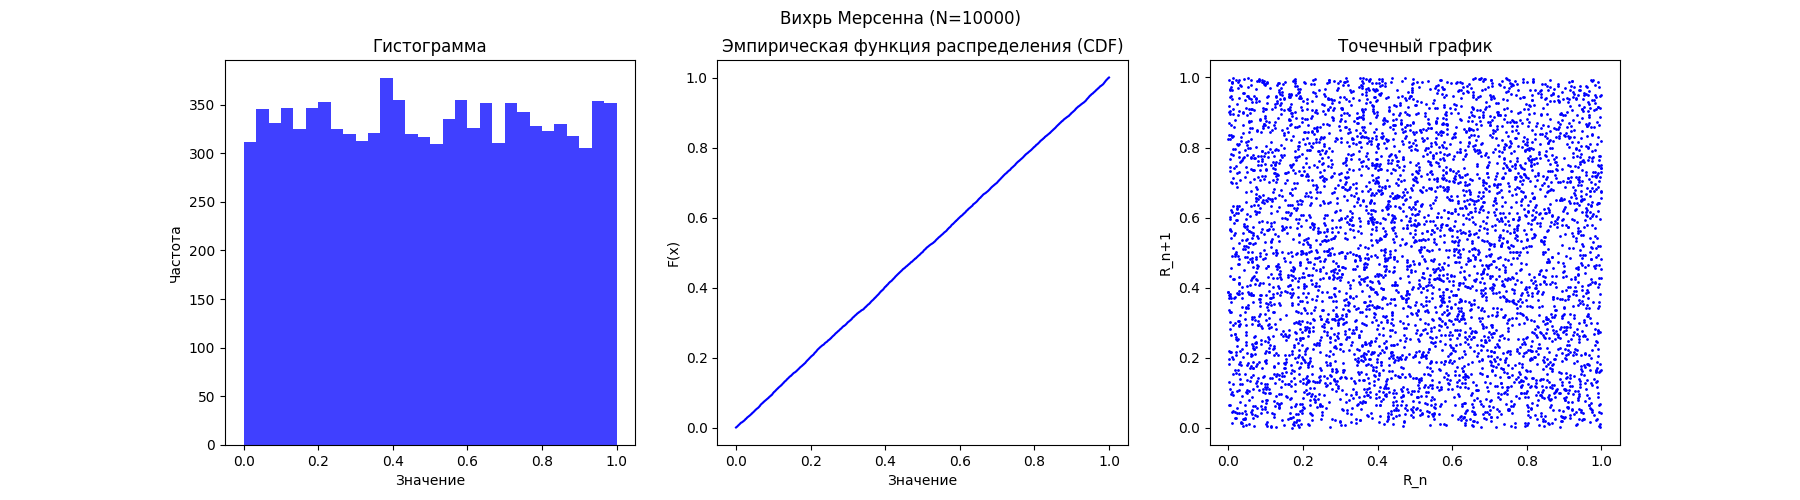 Вихрь Мерсенна (N=10000)
Гистограмма
Частота
350
300
250
200
150
100
50
0
0.0 0.2 0.4 0.6 0.8 1.0
Значение
Эмпирическая функция распределения (CDF)
F(x)
1.0
0.8
0.6
0.4
0.2
0.0
0.0 0.2 0.4 0.6 0.8 1.0
Значение
Точечный график
R_n+1
1.0
0.8
0.6
0.4
0.2
0.0
0.0 0.2 0.4 0.6 0.8 1.0
R_n